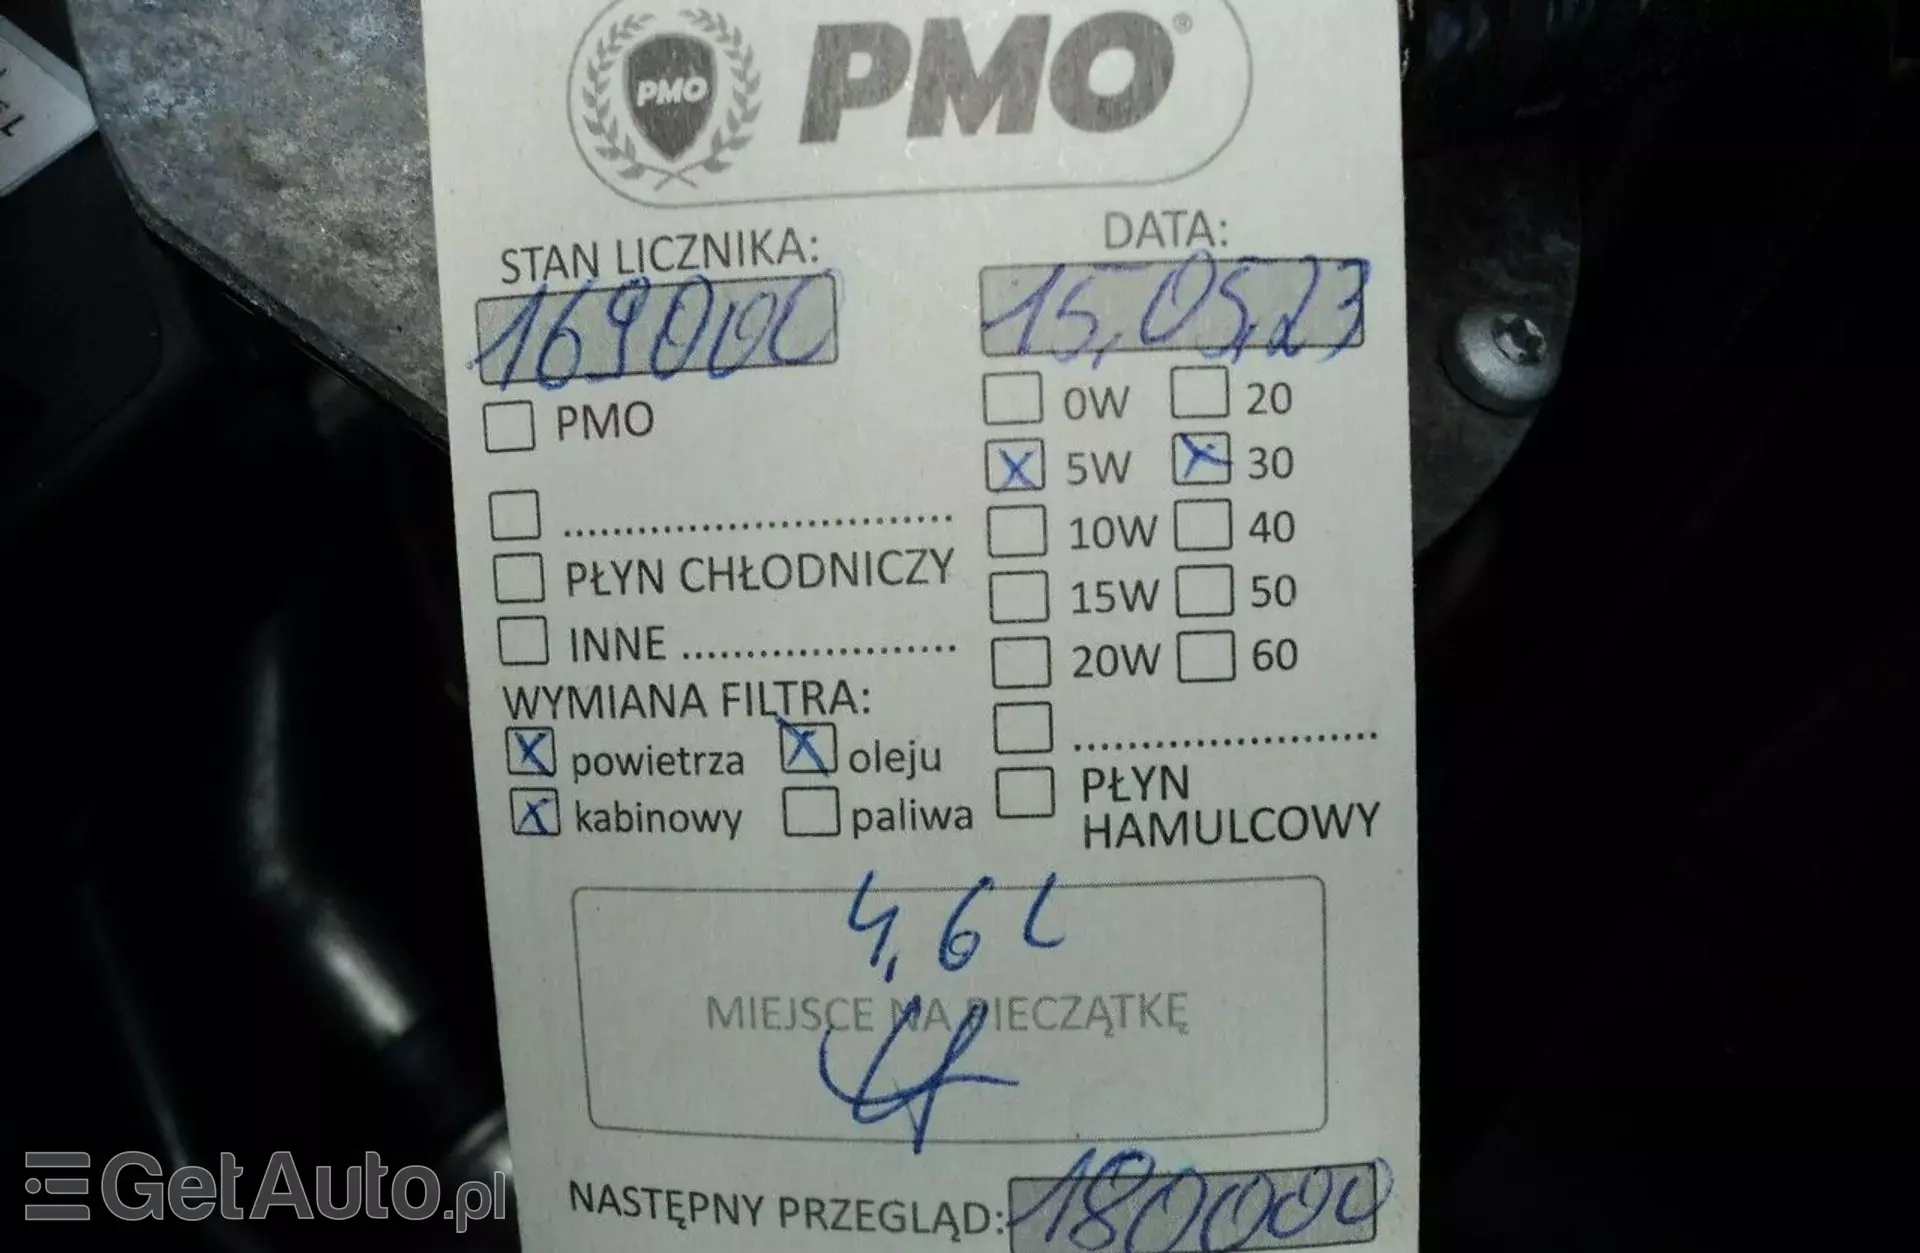 PMO PMO®
STAN LICZNIKA: DATA:
169000 15,05,23
PMO 0W 20
X 5W X 30
.............................. 10W 40
PŁYN CHŁODNICZY 15W 50
INNE ...................... 20W 60
WYMIANA FILTRA:
X powietrza X oleju ..........................
X kabinowy paliwa PŁYN
HAMULCOWY
4,6 L
MIEJSCE NA PIECZĄTKĘ
NASTĘPNY PRZEGLĄD: 180000
GetAuto.pl